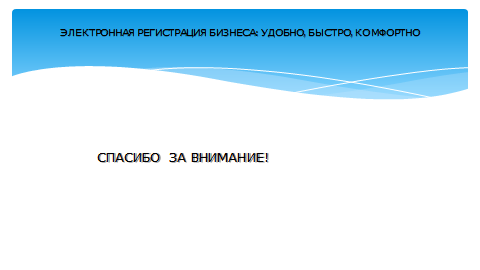 ЭЛЕКТРОННАЯ РЕГИСТРАЦИЯ БИЗНЕСА: УДОБНО, БЫСТРО, КОМФОРТНО
СПАСИБО ЗА ВНИМАНИЕ!